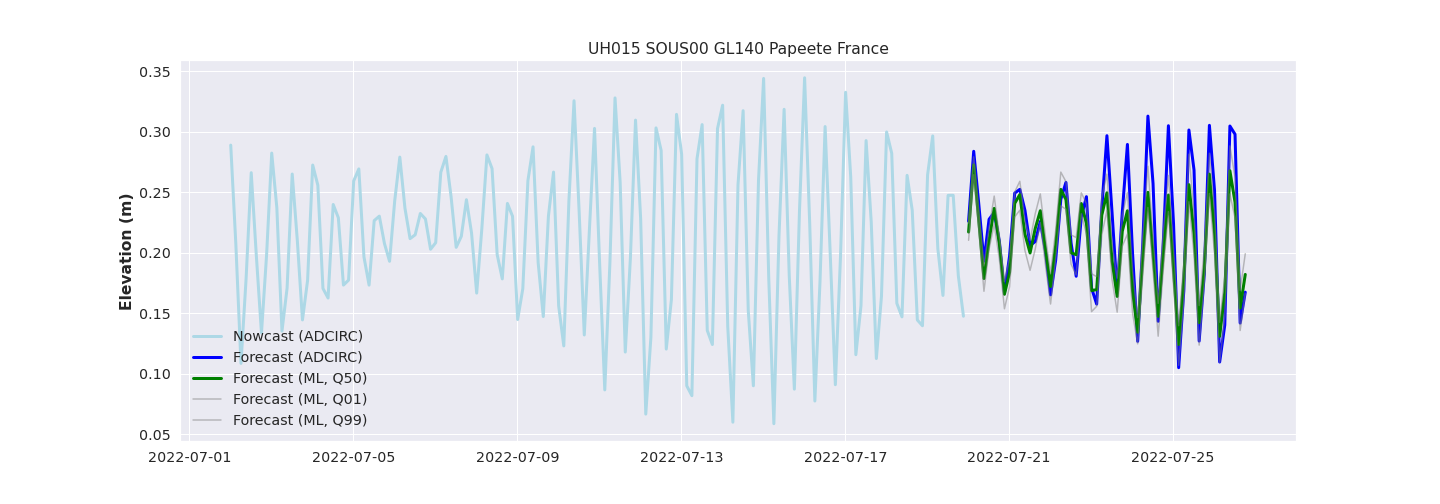 UH015 SOUS00 GL140 Papeete France
Elevation (m)
0.35
0.30
0.25
0.20
0.15
0.10
0.05
Nowcast (ADCIRC)
Forecast (ADCIRC)
Forecast (ML, Q50)
Forecast (ML, Q01)
Forecast (ML, Q99)
2022-07-01 2022-07-05 2022-07-09 2022-07-13 2022-07-17 2022-07-21 2022-07-25